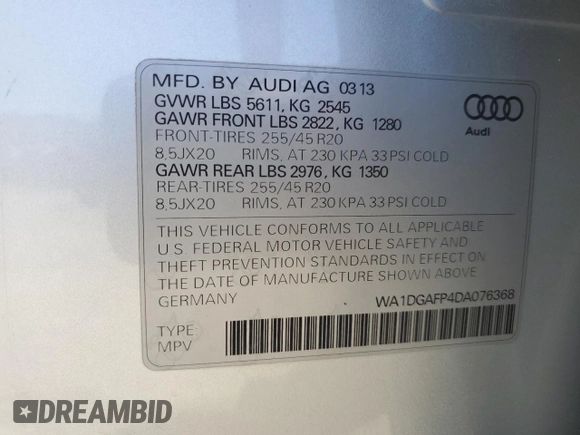 MFD. BY AUDI AG 03 13
GVWR LBS 5611, KG 2545
GAWR FRONT LBS 2822, KG 1280
FRONT-TIRES 255/45 R20
8,5JX20 RIMS, AT 230 KPA 33 PSI COLD
GAWR REAR LBS 2976, KG 1350
REAR-TIRES 255/45 R20
8,5JX20 RIMS, AT 230 KPA 33 PSI COLD
Audi
THIS VEHICLE CONFORMS TO ALL APPLICABLE
U.S. FEDERAL MOTOR VEHICLE SAFETY AND
THEFT PREVENTION STANDARDS IN EFFECT ON
THE DATE OF MANUFACTURE SHOWN ABOVE
GERMANY WA1DGAFP4DA076368
TYPE
MPV
DREAMBID